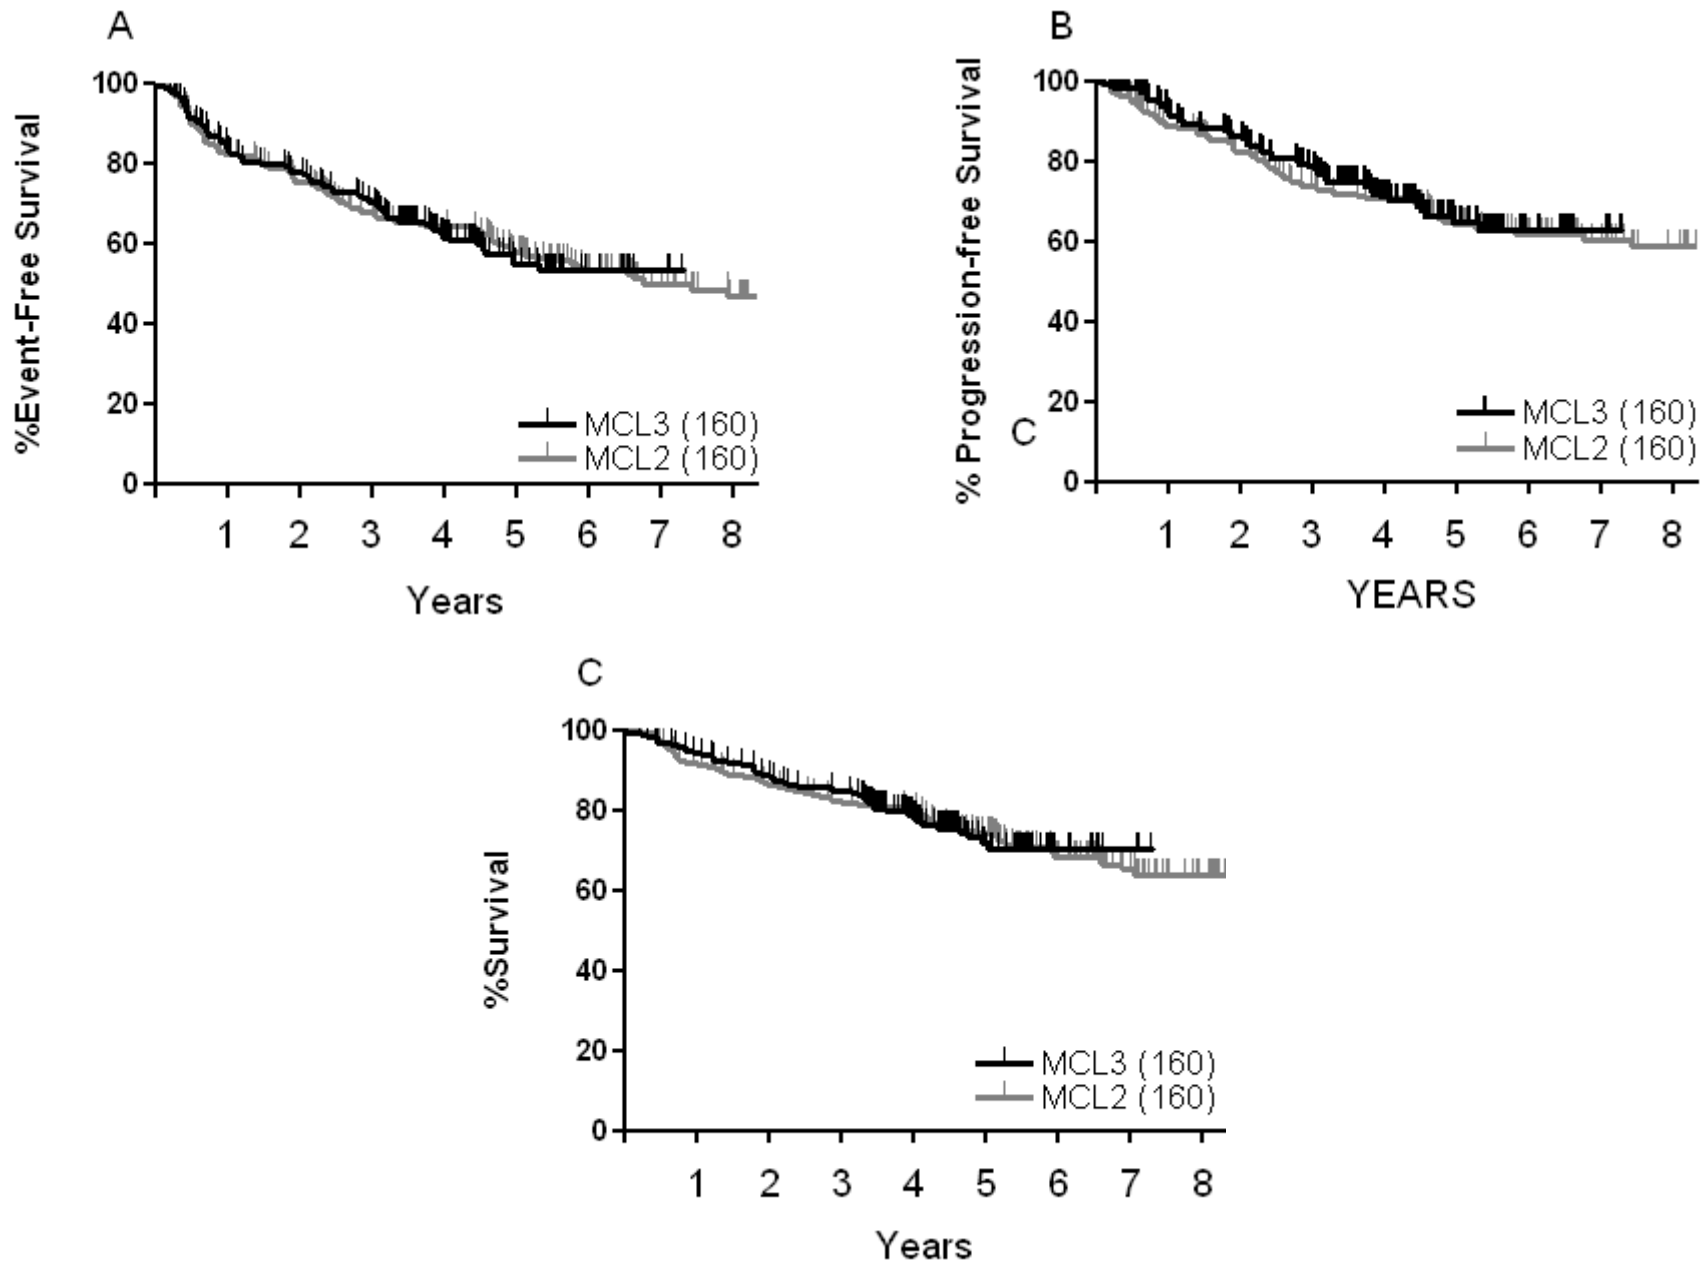 A
%Event-Free Survival
100
80
60
40
20
0
MCL3 (160)
MCL2 (160)
1 2 3 4 5 6 7 8
Years
B
% Progression-free Survival
100
80
60
40
20
0
C
MCL3 (160)
MCL2 (160)
1 2 3 4 5 6 7 8
YEARS
C
%Survival
100
80
60
40
20
0
MCL3 (160)
MCL2 (160)
1 2 3 4 5 6 7 8
Years